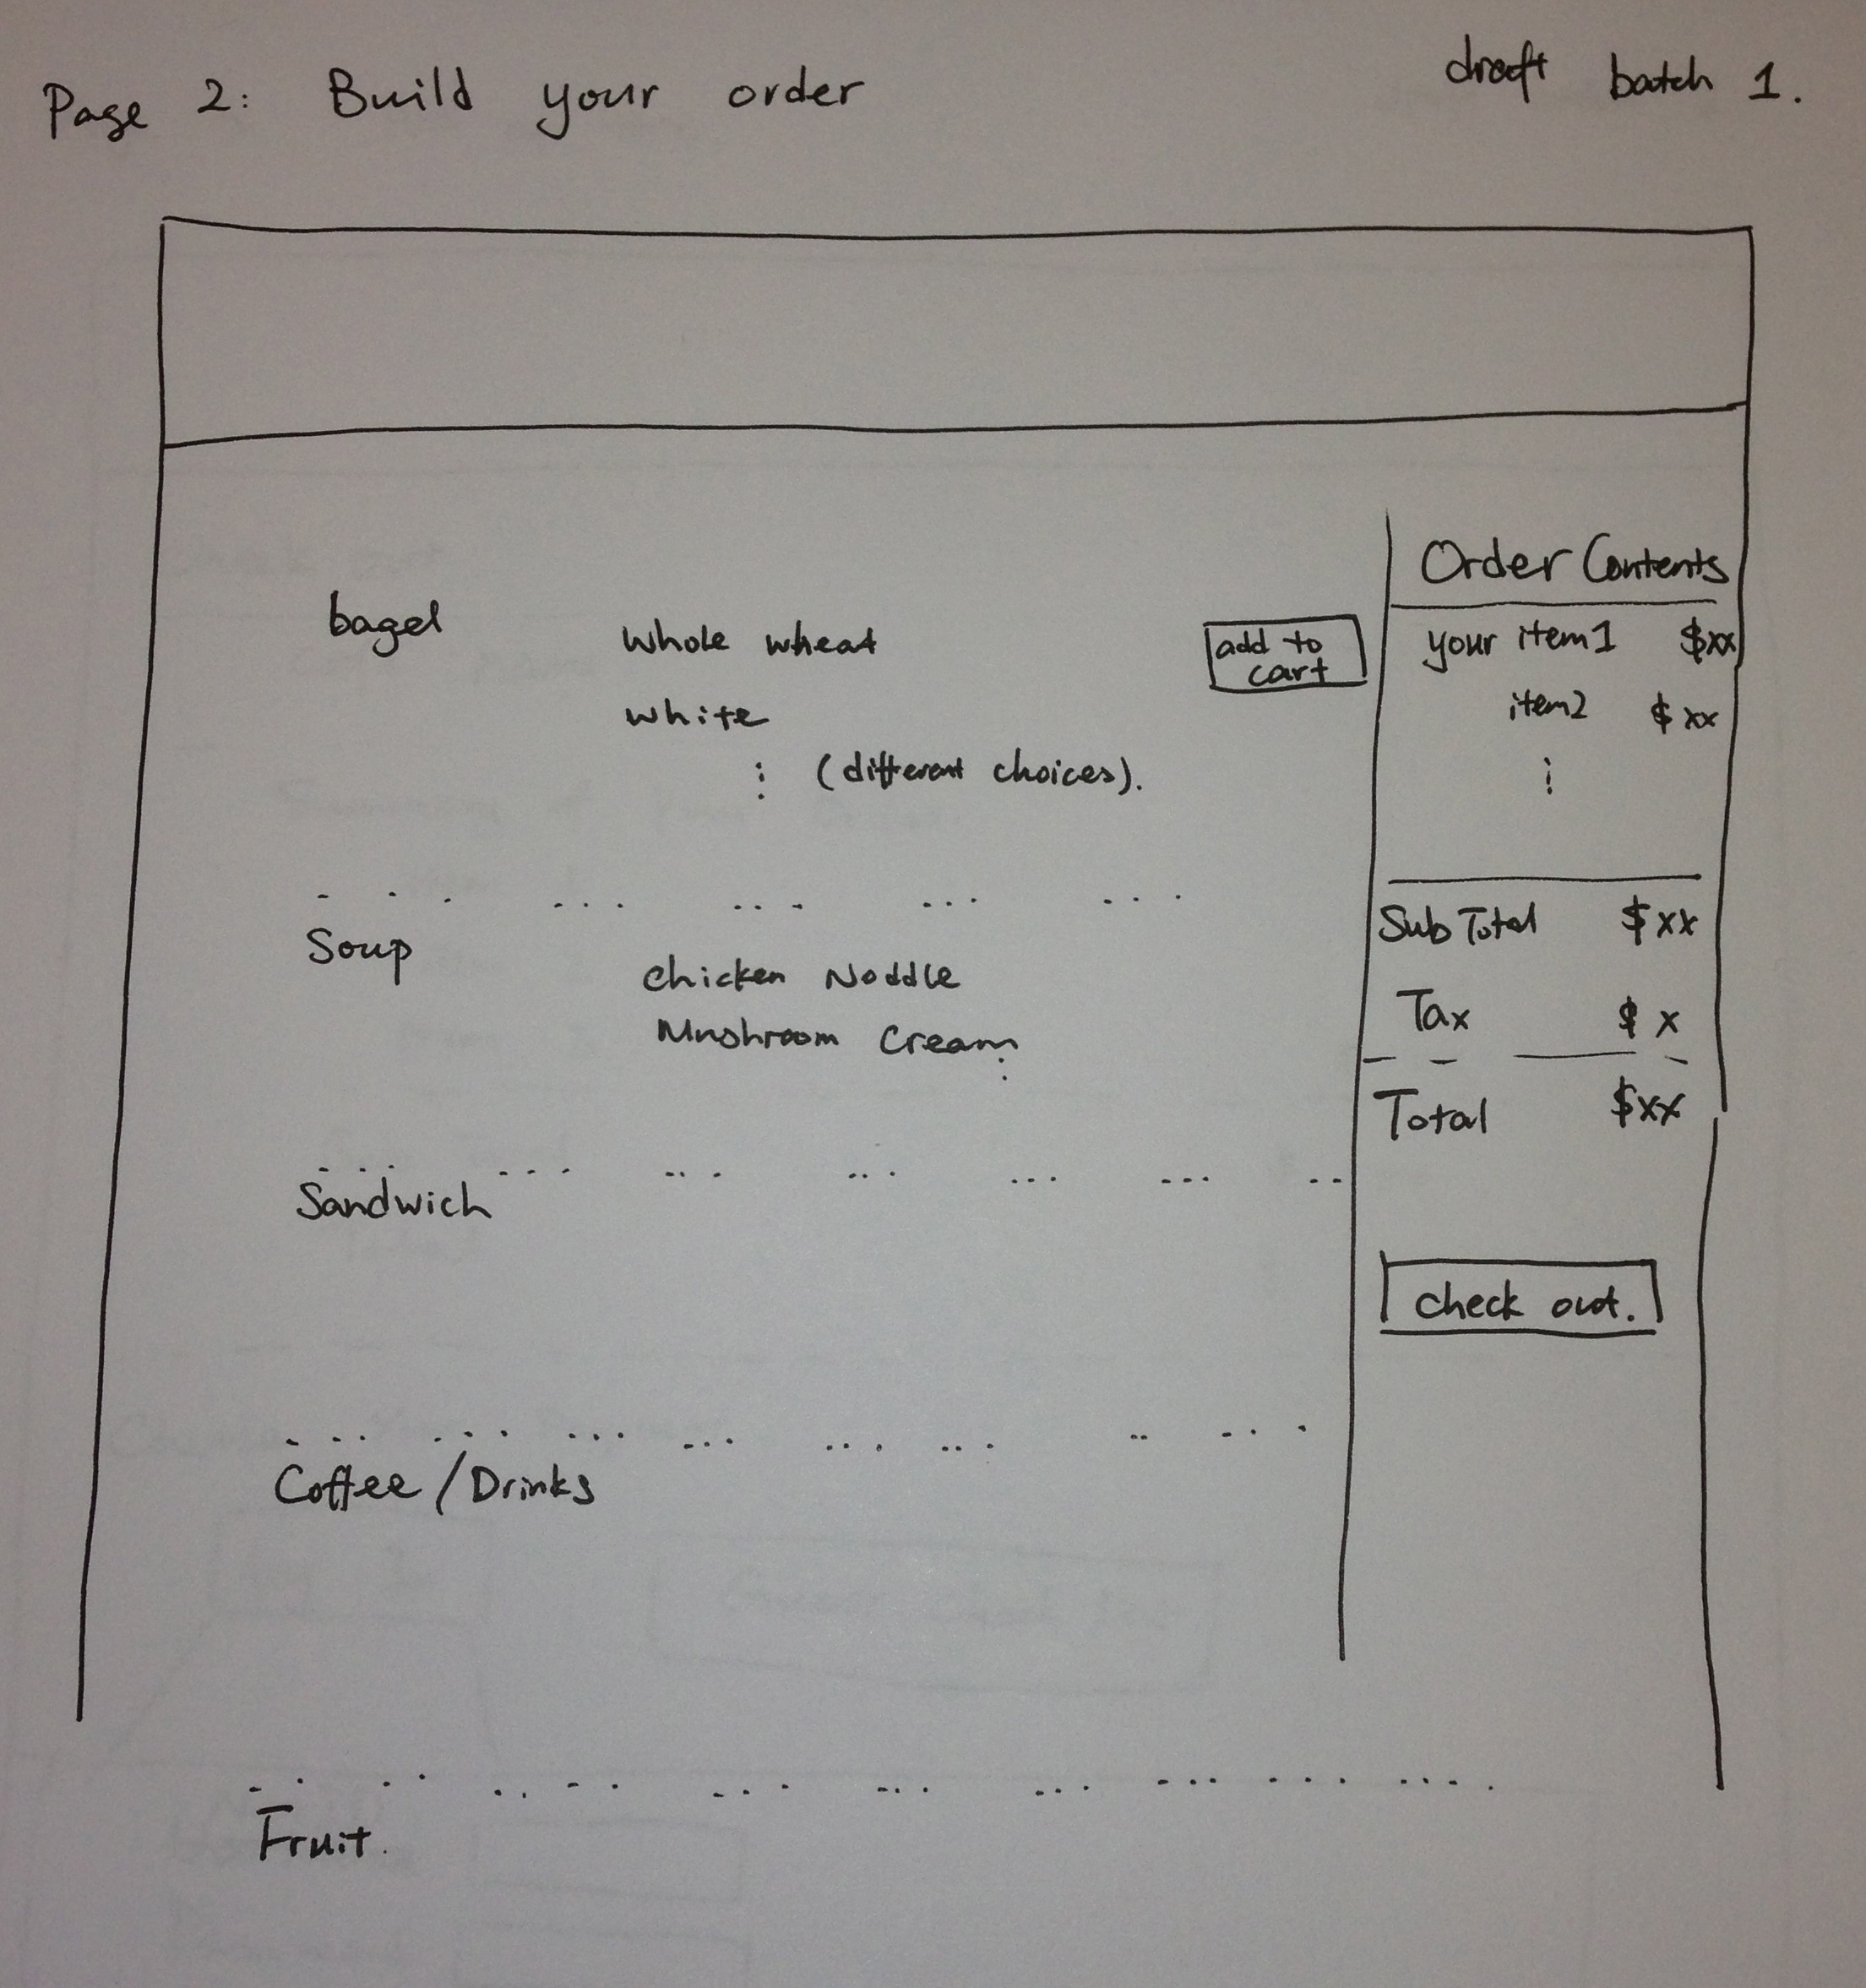 Page 2: Build your order
draft batch 1.
bagel
Whole wheat
white
⋮ (different choices).
add to
cart
Soup
Chicken Noddle
Mushroom Cream
⋮
Sandwich
Coffee / Drinks
Fruit.
Order Contents
your item1 $xx
item2 $xx
⋮
Sub Total $xx
Tax $x
Total $xx
check out.